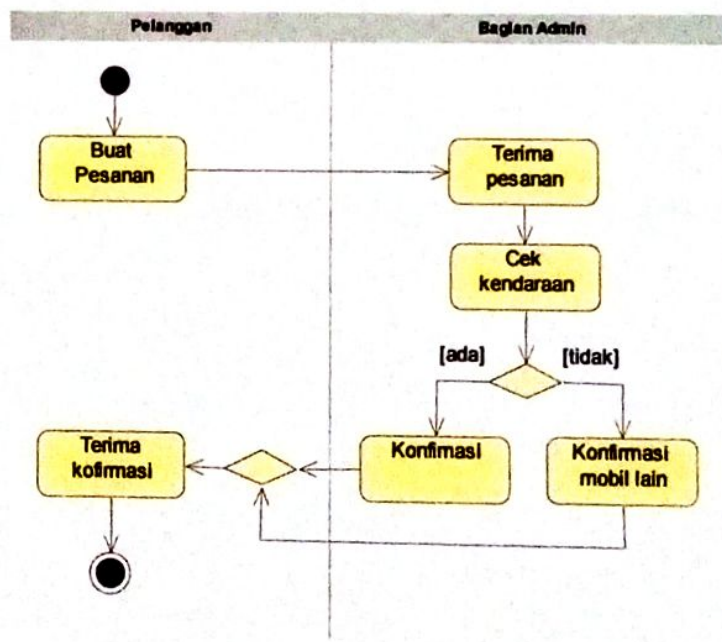 Pelanggan
Bagian Admin
Buat
Pesanan
Terima
pesanan
Cek
kendaraan
[ada]
[tidak]
Terima
kofirmasi
Konfimasi
Konfirmasi
mobil lain